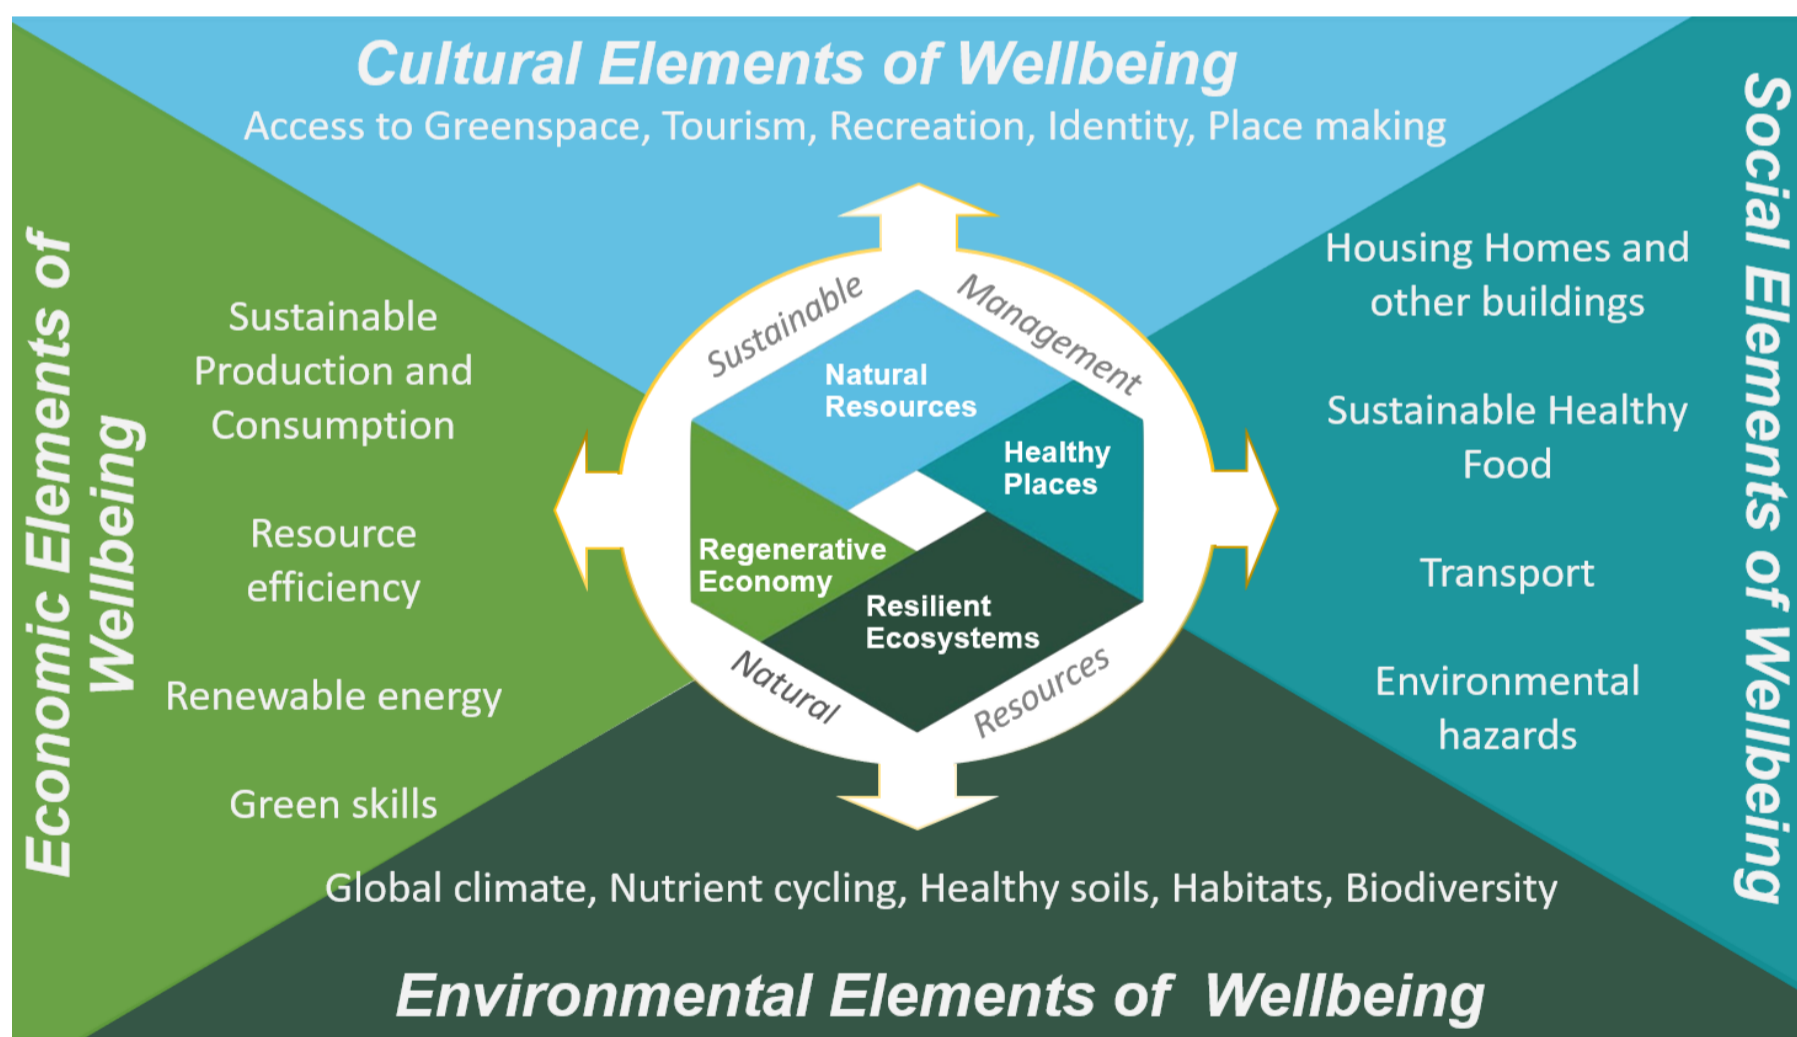 Cultural Elements of Wellbeing
Access to Greenspace, Tourism, Recreation, Identity, Place making
Economic Elements of
Wellbeing
Sustainable
Production and
Consumption
Resource
efficiency
Renewable energy
Green skills
Sustainable
Management
Natural
Resources
Healthy
Places
Regenerative
Economy
Resilient
Ecosystems
Natural
Resources
Housing Homes and
other buildings
Sustainable Healthy
Food
Transport
Environmental
hazards
Social Elements of Wellbeing
Global climate, Nutrient cycling, Healthy soils, Habitats, Biodiversity
Environmental Elements of  Wellbeing